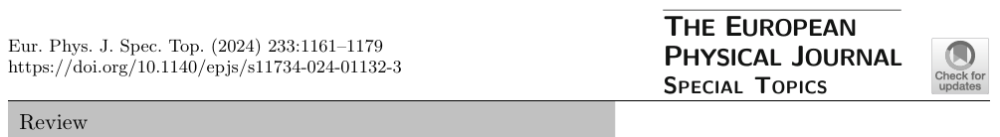 Eur. Phys. J. Spec. Top. (2024) 233:1161–1179
https://doi.org/10.1140/epjs/s11734-024-01132-3
THE EUROPEAN
PHYSICAL JOURNAL
SPECIAL TOPICS
Check for
updates
Review